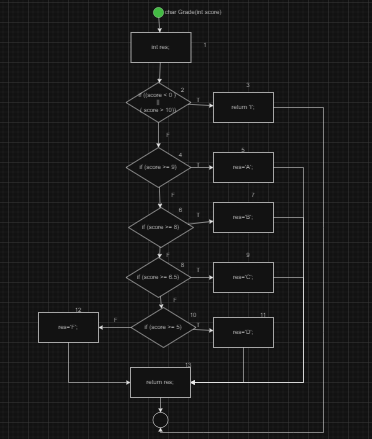 char Grade(int score)
int res;
1
2
if ((score < 0 )
||
( score > 10))
T
3
return 'I';
F
4
if (score >= 9)
T
5
res='A';
F
6
if (score >= 8)
T
7
res='B';
F
8
if (score >= 6.5)
T
9
res='C';
F
10
if (score >= 5)
T
11
res='D';
F
12
res='F';
13
return res;